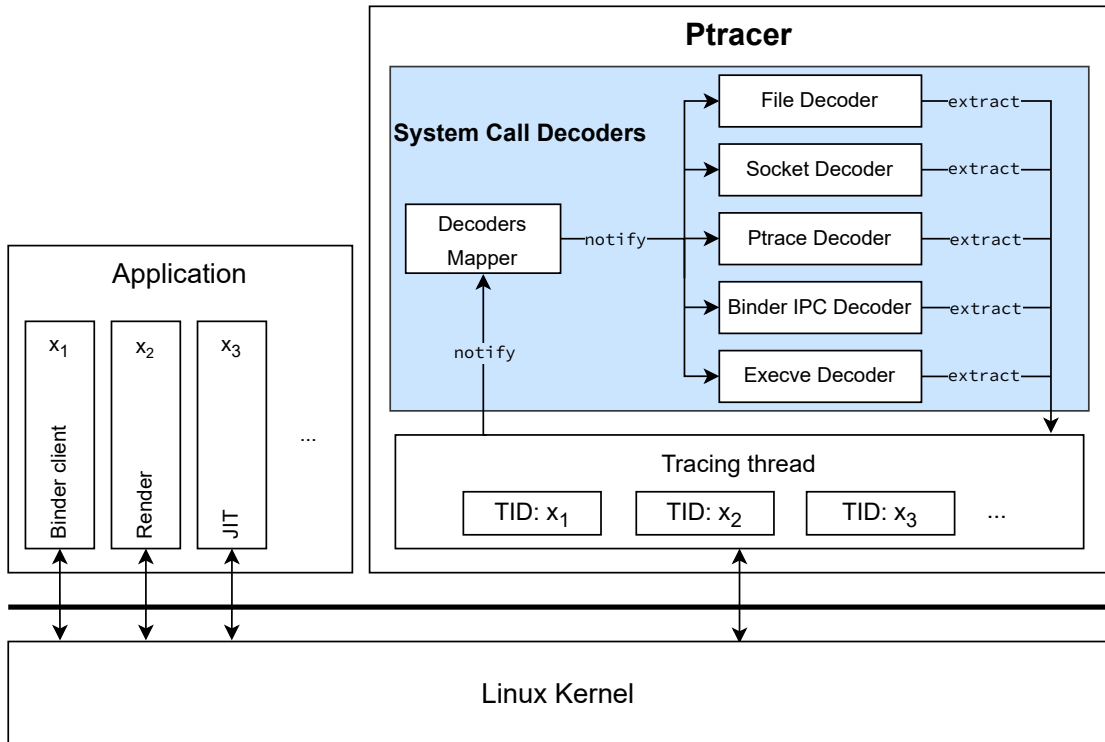 Ptracer
System Call Decoders
File Decoder
extract
Socket Decoder
extract
Decoders
Mapper
notify
Ptrace Decoder
extract
Binder IPC Decoder
extract
Execve Decoder
extract
notify
Application
x1
x2
x3
Binder client
Render
JIT
...
Tracing thread
TID: x1
TID: x2
TID: x3
...
Linux Kernel